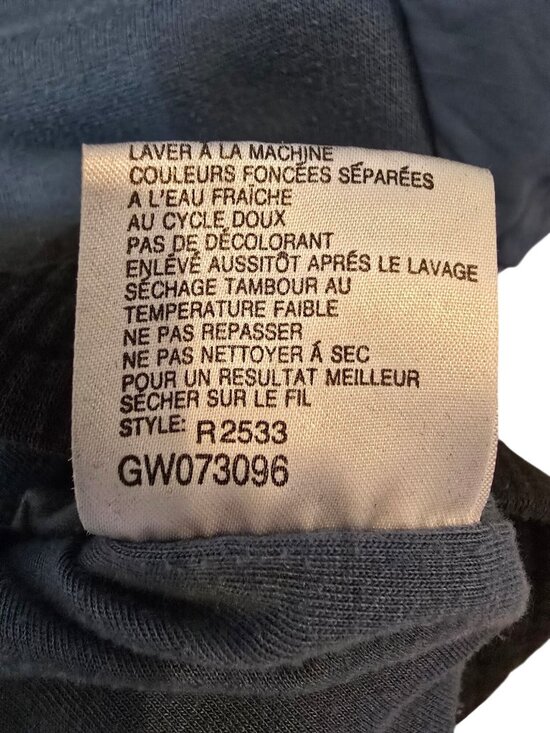 LAVER À LA MACHINE
COULEURS FONCÉES SÉPARÉES
A L'EAU FRAÎCHE
AU CYCLE DOUX
PAS DE DÉCOLORANT
ENLÉVÉ AUSSITÔT APRÉS LE LAVAGE
SÉCHAGE TAMBOUR AU
TEMPERATURE FAIBLE
NE PAS REPASSER
NE PAS NETTOYER Á SEC
POUR UN RESULTAT MEILLEUR
SÉCHER SUR LE FIL
STYLE: R2533
GW073096